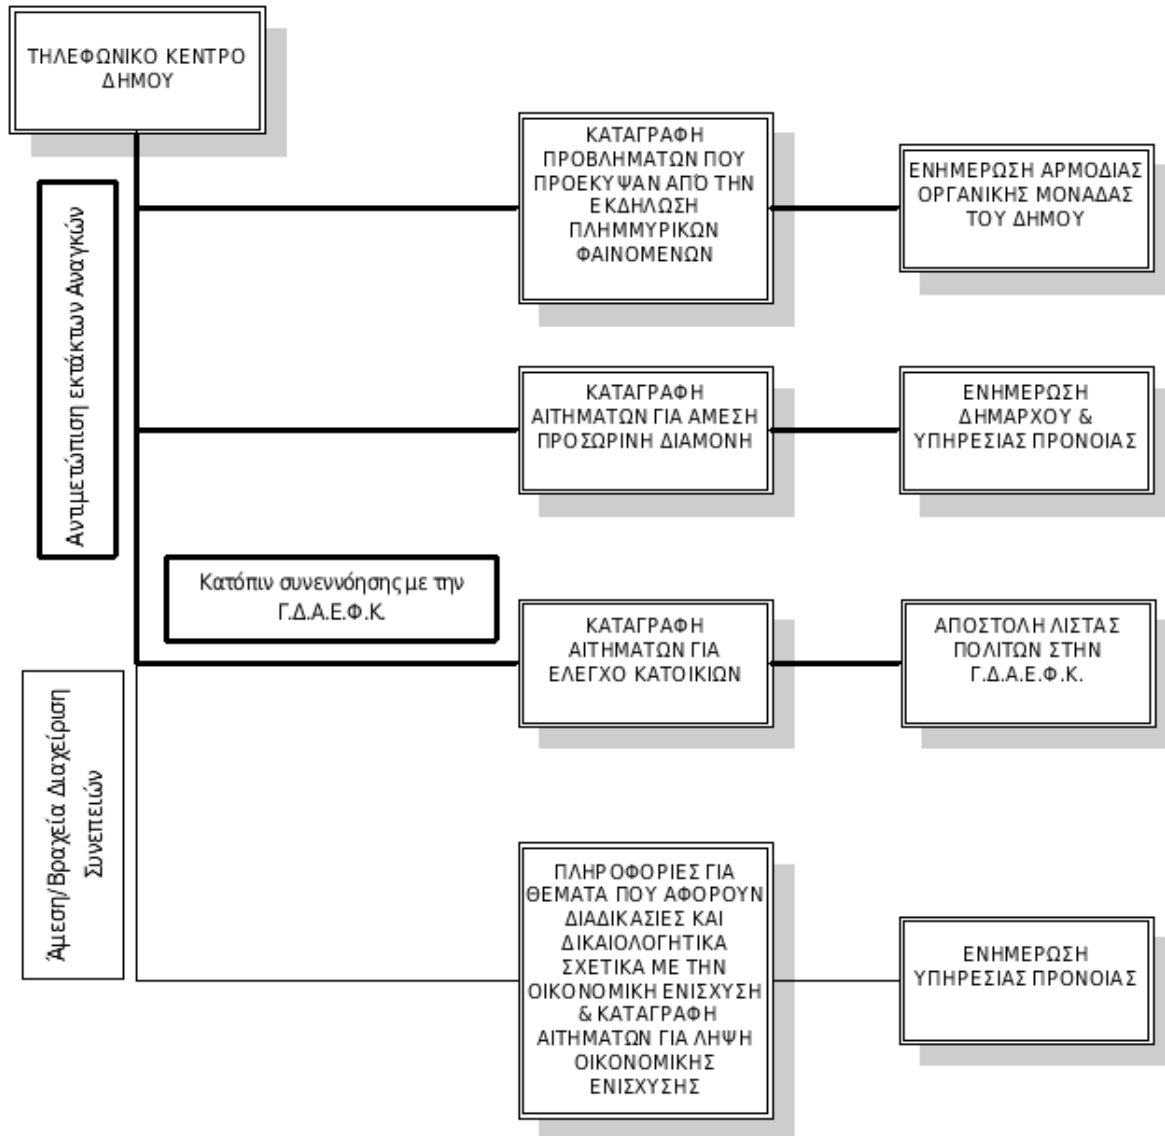 ΤΗΛΕΦΩΝΙΚΟ ΚΕΝΤΡΟ
ΔΗΜΟΥ
ΚΑΤΑΓΡΑΦΗ
ΠΡΟΒΛΗΜΑΤΩΝ ΠΟΥ
ΠΡΟΕΚΥΨΑΝ ΑΠΌ ΤΗΝ
ΕΚΔΗΛΩΣΗ
ΠΛΗΜΜΥΡΙΚΩΝ
ΦΑΙΝΟΜΕΝΩΝ
ΕΝΗΜΕΡΩΣΗ ΑΡΜΟΔΙΑΣ
ΟΡΓΑΝΙΚΗΣ ΜΟΝΑΔΑΣ
ΤΟΥ ΔΗΜΟΥ
Αντιμετώπιση εκτάκτων Αναγκών
ΚΑΤΑΓΡΑΦΗ
ΑΙΤΗΜΑΤΩΝ ΓΙΑ ΑΜΕΣΗ
ΠΡΟΣΩΡΙΝΗ ΔΙΑΜΟΝΗ
ΕΝΗΜΕΡΩΣΗ
ΔΗΜΑΡΧΟΥ &
ΥΠΗΡΕΣΙΑΣ ΠΡΟΝΟΙΑΣ
Κατόπιν συνεννόησης με την
Γ.Δ.Α.Ε.Φ.Κ.
ΚΑΤΑΓΡΑΦΗ
ΑΙΤΗΜΑΤΩΝ ΓΙΑ
ΕΛΕΓΧΟ ΚΑΤΟΙΚΙΩΝ
ΑΠΟΣΤΟΛΗ ΛΙΣΤΑΣ
ΠΟΛΙΤΩΝ ΣΤΗΝ
Γ.Δ.Α.Ε.Φ.Κ.
Άμεση/Βραχεία Διαχείριση
Συνεπειών
ΠΛΗΡΟΦΟΡΙΕΣ ΓΙΑ
ΘΕΜΑΤΑ ΠΟΥ ΑΦΟΡΟΥΝ
ΔΙΑΔΙΚΑΣΙΕΣ ΚΑΙ
ΔΙΚΑΙΟΛΟΓΗΤΙΚΑ
ΣΧΕΤΙΚΑ ΜΕ ΤΗΝ
ΟΙΚΟΝΟΜΙΚΗ ΕΝΙΣΧΥΣΗ
& ΚΑΤΑΓΡΑΦΗ
ΑΙΤΗΜΑΤΩΝ ΓΙΑ ΛΗΨΗ
ΟΙΚΟΝΟΜΙΚΗΣ
ΕΝΙΣΧΥΣΗΣ
ΕΝΗΜΕΡΩΣΗ
ΥΠΗΡΕΣΙΑΣ ΠΡΟΝΟΙΑΣ